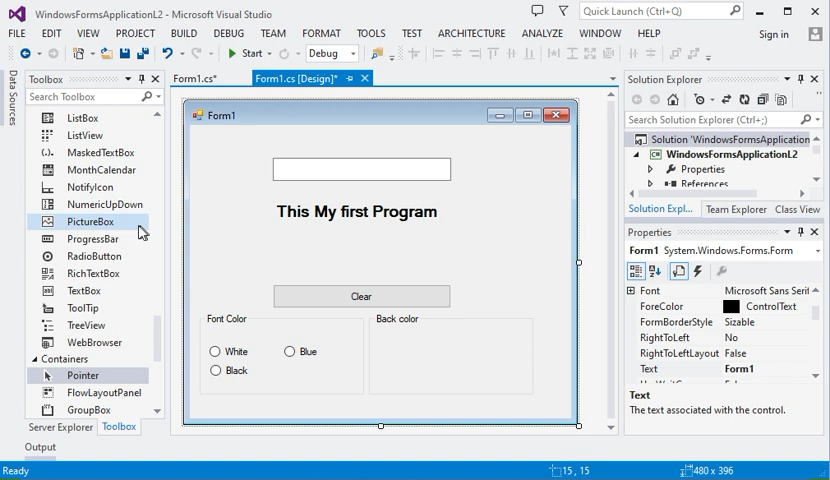 WindowsFormsApplicationL2 - Microsoft Visual Studio
Quick Launch (Ctrl+Q)
FILE EDIT VIEW PROJECT BUILD DEBUG TEAM FORMAT TOOLS TEST ARCHITECTURE ANALYZE WINDOW HELP Sign in
Start Debug
Data Sources
Toolbox
Search Toolbox
ListBox
ListView
MaskedTextBox
MonthCalendar
NotifyIcon
NumericUpDown
PictureBox
ProgressBar
RadioButton
RichTextBox
TextBox
ToolTip
TreeView
WebBrowser
Containers
Pointer
FlowLayoutPanel
GroupBox
Server Explorer Toolbox
Form1.cs* Form1.cs [Design]*
Form1
This My first Program
Clear
Font Color
White Blue
Black
Back color
Solution Explorer
Search Solution Explorer (Ctrl+;)
Solution 'WindowsFormsApplication
WindowsFormsApplicationL2
Properties
References
Solution Expl... Team Explorer Class View
Properties
Form1 System.Windows.Forms.Form
Font Microsoft Sans Serif
ForeColor ControlText
FormBorderStyle Sizable
RightToLeft No
RightToLeftLayout False
Text Form1
Text
The text associated with the control.
Output
Ready 15 , 15 480 x 396